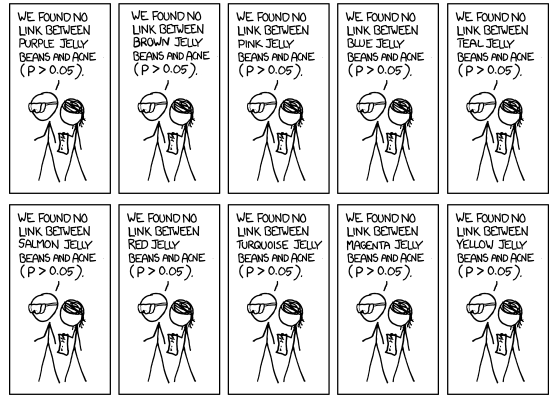 WE FOUND NO
LINK BETWEEN
PURPLE JELLY
BEANS AND ACNE
(P > 0.05).
WE FOUND NO
LINK BETWEEN
BROWN JELLY
BEANS AND ACNE
(P > 0.05).
WE FOUND NO
LINK BETWEEN
PINK JELLY
BEANS AND ACNE
(P > 0.05).
WE FOUND NO
LINK BETWEEN
BLUE JELLY
BEANS AND ACNE
(P > 0.05).
WE FOUND NO
LINK BETWEEN
TEAL JELLY
BEANS AND ACNE
(P > 0.05).
WE FOUND NO
LINK BETWEEN
SALMON JELLY
BEANS AND ACNE
(P > 0.05).
WE FOUND NO
LINK BETWEEN
RED JELLY
BEANS AND ACNE
(P > 0.05).
WE FOUND NO
LINK BETWEEN
TURQUOISE JELLY
BEANS AND ACNE
(P > 0.05).
WE FOUND NO
LINK BETWEEN
MAGENTA JELLY
BEANS AND ACNE
(P > 0.05).
WE FOUND NO
LINK BETWEEN
YELLOW JELLY
BEANS AND ACNE
(P > 0.05).